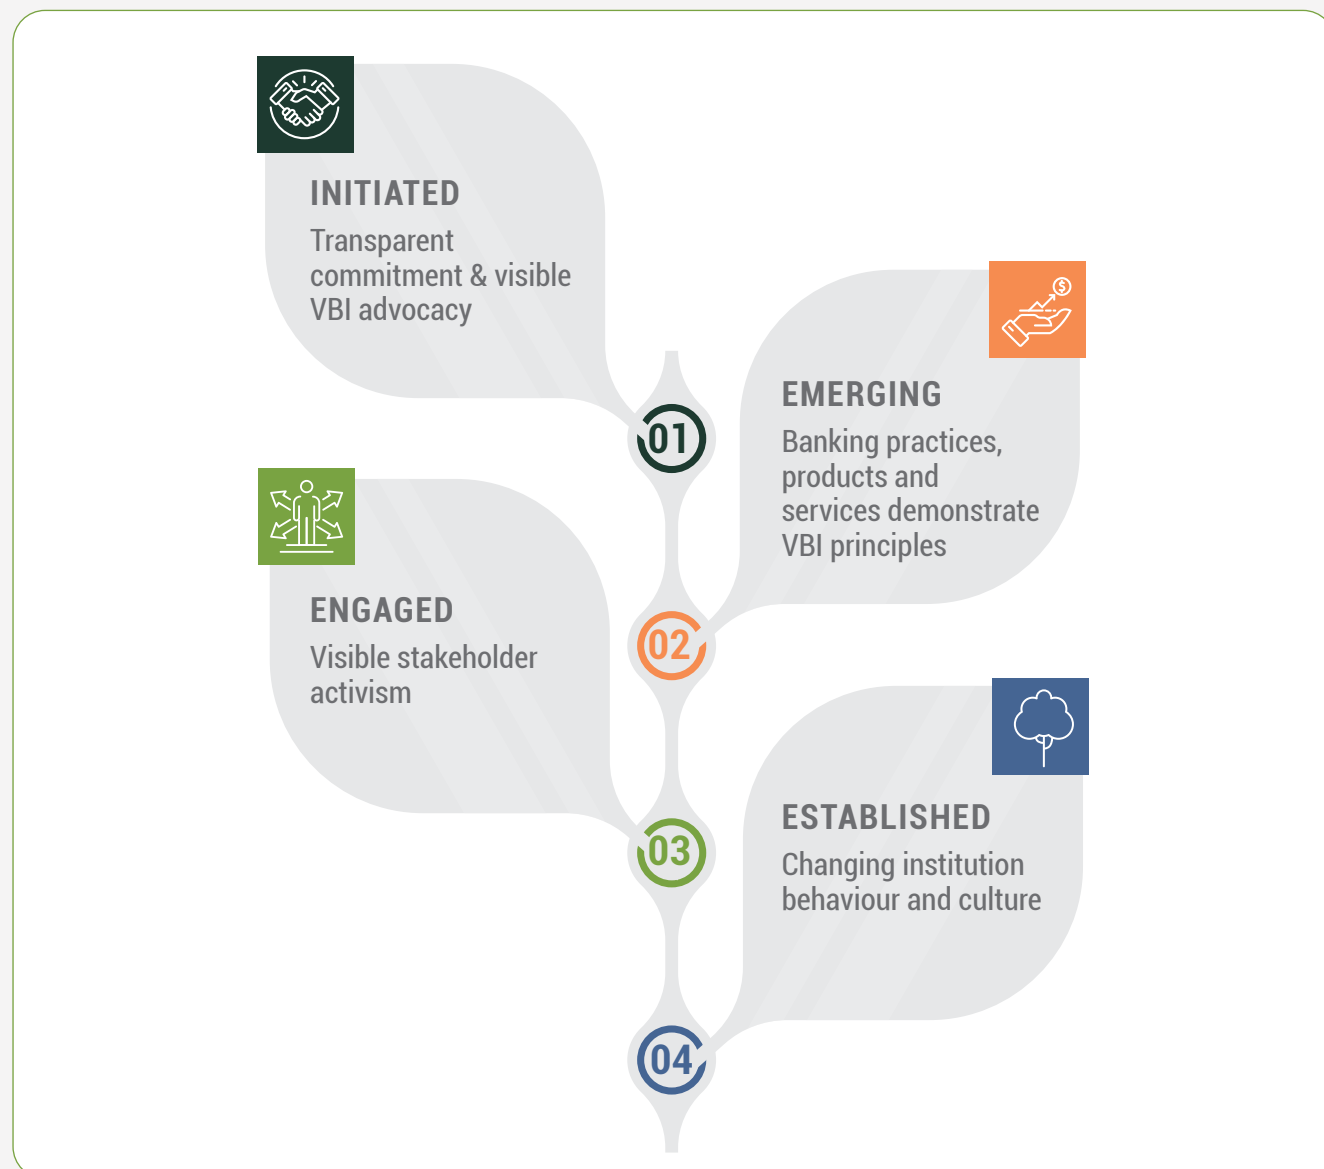 INITIATED
Transparent
commitment & visible
VBI advocacy
01
EMERGING
Banking practices,
products and
services demonstrate
VBI principles
02
ENGAGED
Visible stakeholder
activism
03
ESTABLISHED
Changing institution
behaviour and culture
04
$